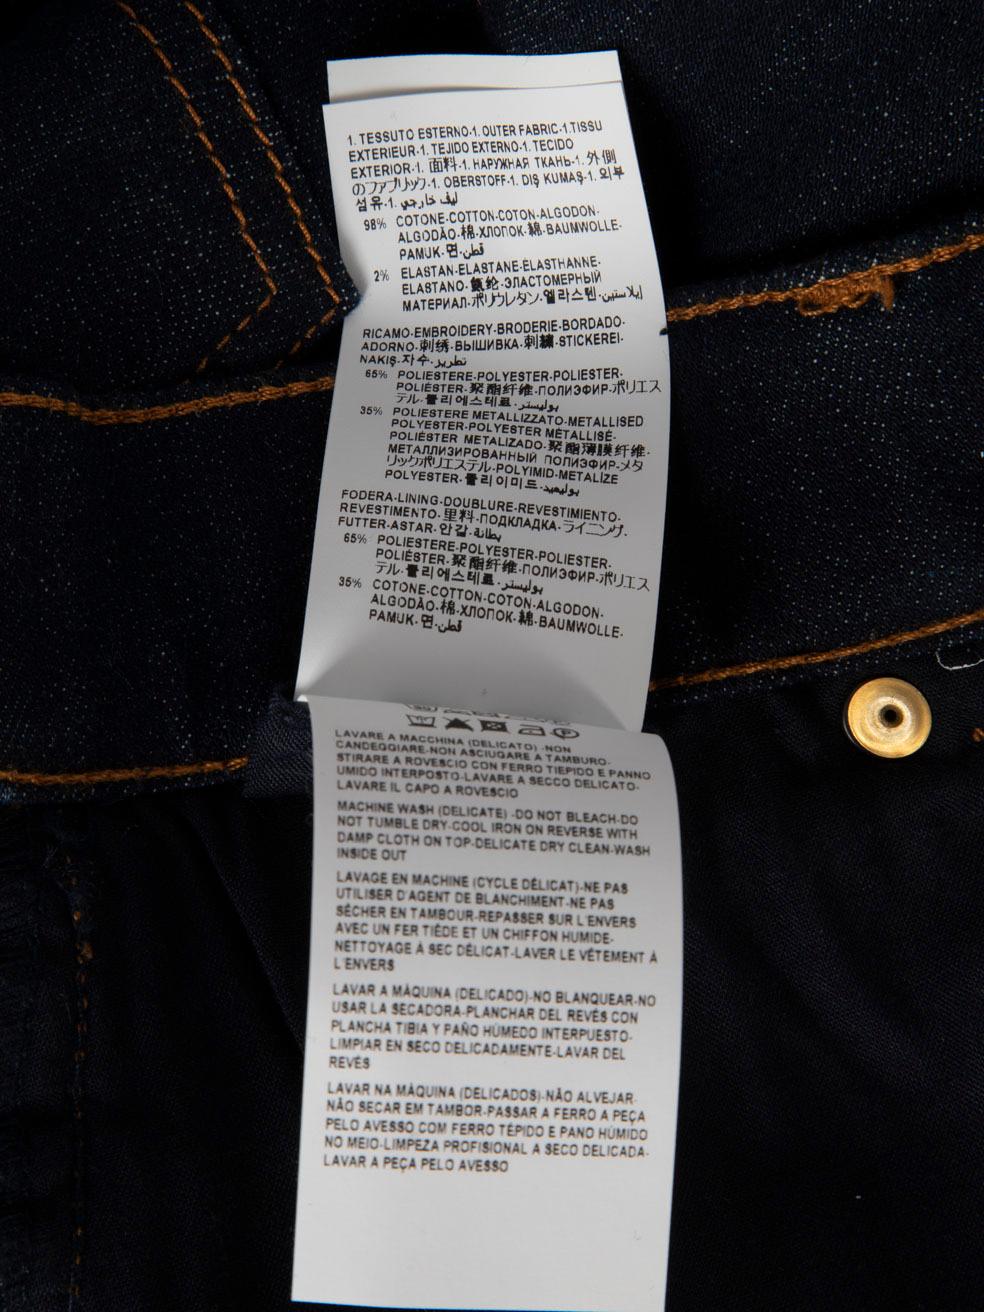 1. TESSUTO ESTERNO-1. OUTER FABRIC-1.TISSU
EXTERIEUR-1. TEJIDO EXTERNO-1. TECIDO
EXTERIOR-1. 面料-1. НАРУЖНАЯ ТКАНЬ-1. 外側
のファブリック-1. OBERSTOFF-1. DIŞ KUMAŞ-1. 외부
섬유-1. ليف خارجي
98% COTONE-COTTON-COTON-ALGODON-
ALGODÃO-棉-ХЛОПОК-綿-BAUMWOLLE-
PAMUK-면-قطن
2% ELASTAN-ELASTANE-ÉLASTHANNE-
ELASTANO-氨纶-ЭЛАСТОМЕРНЫЙ
МАТЕРИАЛ-ポリウレタン-엘라스텐-إيلاستين
RICAMO-EMBROIDERY-BRODERIE-BORDADO-
ADORNO-刺绣-ВЫШИВКА-刺繍-STICKEREI-
NAKIŞ-자수-تطريز
65% POLIESTERE-POLYESTER-POLIESTER-
POLIÉSTER-聚酯纤维-ПОЛИЭФИР-ポリエス
テル-폴리에스테르-بوليستر
35% POLIESTERE METALLIZZATO-METALLISED
POLYESTER-POLYESTER MÉTALLISÉ-
POLIÉSTER METALIZADO-聚酯薄膜纤维-
МЕТАЛЛИЗИРОВАННЫЙ ПОЛИЭФИР-メタ
リックポリエステル-POLYIMID-METALIZE
POLYESTER-폴리이미드-بوليميد
FODERA-LINING-DOUBLURE-REVESTIMIENTO-
REVESTIMENTO-里料-ПОДКЛАДКА-ライニング-
FUTTER-ASTAR-안감-بطانة
65% POLIESTERE-POLYESTER-POLIESTER-
POLIÉSTER-聚酯纤维-ПОЛИЭФИР-ポリエス
テル-폴리에스테르-بوليستر
35% COTONE-COTTON-COTON-ALGODON-
ALGODÃO-棉-ХЛОПОК-綿-BAUMWOLLE-
PAMUK-면-قطن
LAVARE A MACCHINA (DELICATO) -NON
CANDEGGIARE-NON ASCIUGARE A TAMBURO-
STIRARE A ROVESCIO CON FERRO TIEPIDO E PANNO
UMIDO INTERPOSTO-LAVARE A SECCO DELICATO-
LAVARE IL CAPO A ROVESCIO
MACHINE WASH (DELICATE) -DO NOT BLEACH-DO
NOT TUMBLE DRY-COOL IRON ON REVERSE WITH
DAMP CLOTH ON TOP-DELICATE DRY CLEAN-WASH
INSIDE OUT
LAVAGE EN MACHINE (CYCLE DÉLICAT)-NE PAS
UTILISER D'AGENT DE BLANCHIMENT-NE PAS
SÉCHER EN TAMBOUR-REPASSER SUR L'ENVERS
AVEC UN FER TIÈDE ET UN CHIFFON HUMIDE-
NETTOYAGE À SEC DÉLICAT-LAVER LE VÊTEMENT À
L'ENVERS
LAVAR A MÁQUINA (DELICADO)-NO BLANQUEAR-NO
USAR LA SECADORA-PLANCHAR DEL REVÉS CON
PLANCHA TIBIA Y PAÑO HÚMEDO INTERPUESTO-
LIMPIAR EN SECO DELICADAMENTE-LAVAR DEL
REVÉS
LAVAR NA MÁQUINA (DELICADOS)-NÃO ALVEJAR-
NÃO SECAR EM TAMBOR-PASSAR A FERRO A PEÇA
PELO AVESSO COM FERRO TÉPIDO E PANO HÚMIDO
NO MEIO-LIMPEZA PROFISIONAL A SECO DELICADA-
LAVAR A PEÇA PELO AVESSO